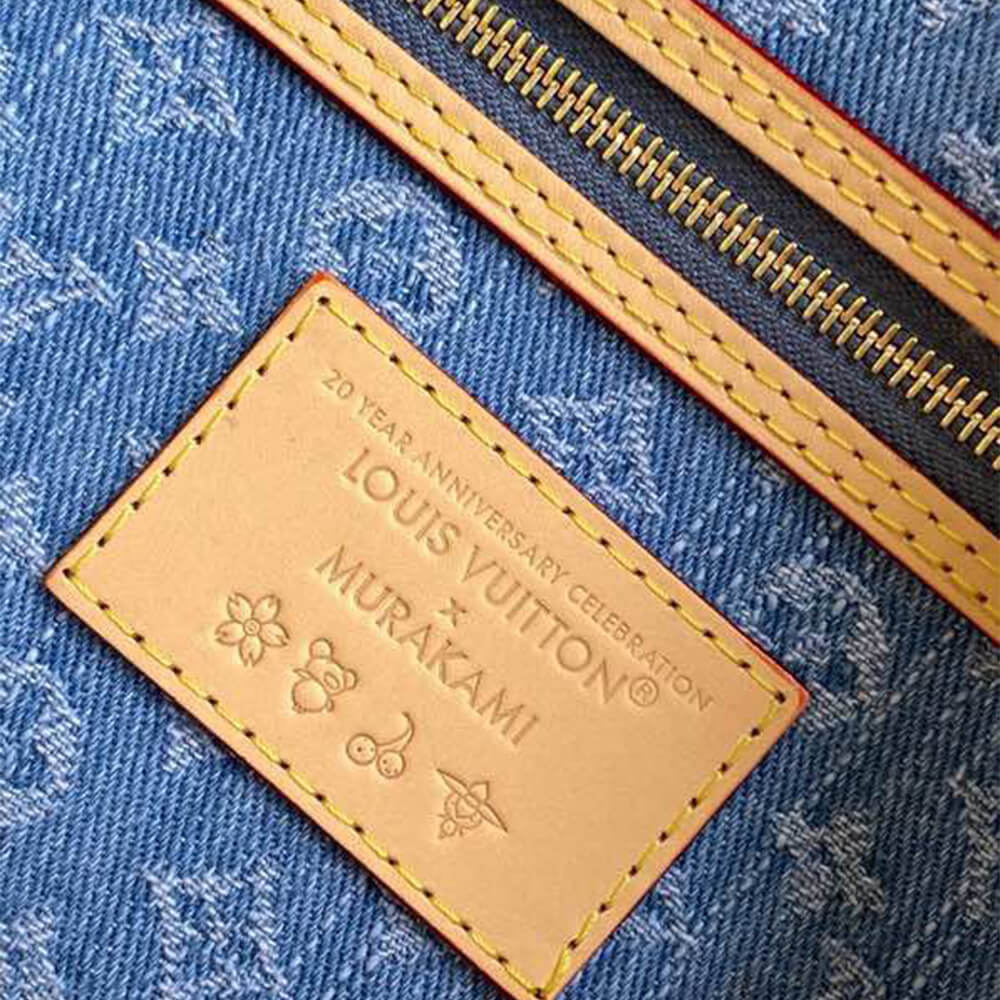 20 YEAR ANNIVERSARY CELEBRATION
LOUIS VUITTON®
x
MURAKAMI